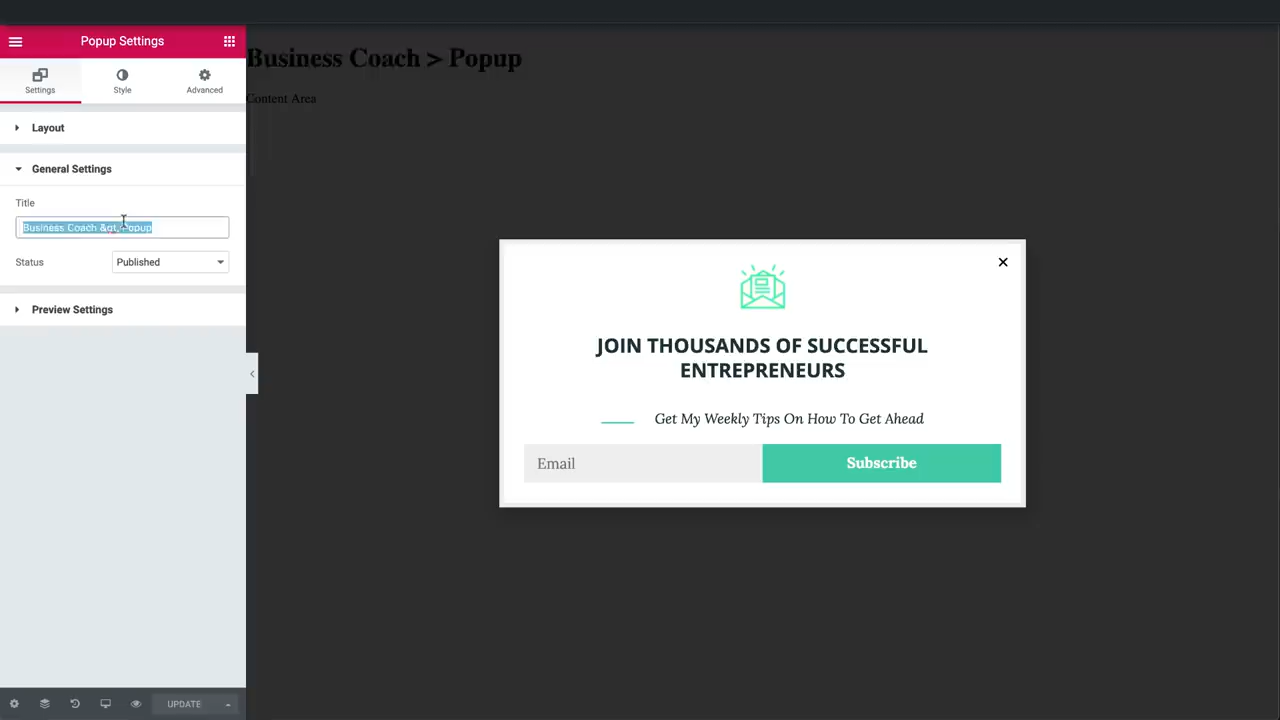 Popup Settings
Settings
Style
Advanced
Layout
General Settings
Title
Business Coach &gt; Popup
Status
Published
Preview Settings
UPDATE
Business Coach > Popup
Content Area
JOIN THOUSANDS OF SUCCESSFUL
ENTREPRENEURS
Get My Weekly Tips On How To Get Ahead
Email
Subscribe